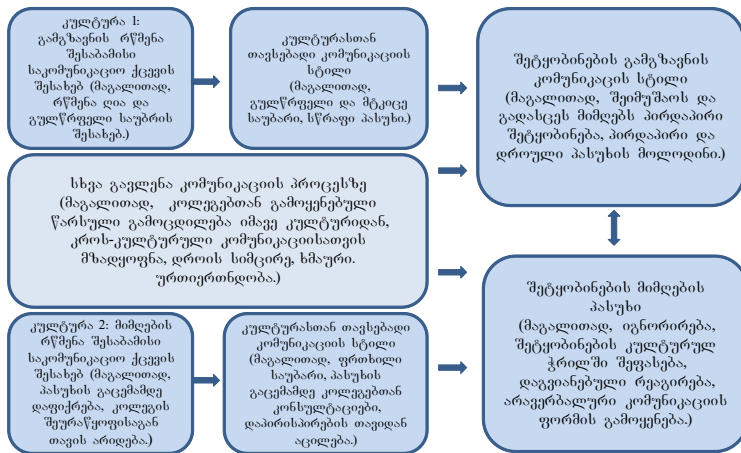 კულტურა 1:
გამგზავნის რწმენა
შესაბამისი
საკომუნიკაციო ქცევის
შესახებ (მაგალითად,
რწმენა ღია და
გულწრფელი საუბრის
შესახებ.)
კულტურასთან
თავსებადი კომუნიკაციის
სტილი
(მაგალითად,
გულწრფელი და მტკიცე
საუბარი, სწრაფი პასუხი.)
შეტყობინების გამგზავნის
კომუნიკაცის სტილი
(მაგალითად, შეიმუშაოს და
გადასცეს მიმღებს პირდაპირი
შეტყობინება, პირდაპირი და
დროული პასუხის მოლოდინი.)
სხვა გავლენა კომუნიკაციის პროცესზე
(მაგალითად, კოლეგებთან გამოყენებული
წარსული გამოცდილება იმავე კულტურიდან,
კროს-კულტურული კომუნიკაციისათვის
მზადყოფნა, დროის სიმცირე, ხმაური.
ურთიერთნდობა.)
კულტურა 2: მიმღების
რწმენა შესაბამისი
საკომუნიკაციო ქცევის
შესახებ (მაგალითად,
პასუხის გაცემამდე
დაფიქრება, კოლეგის
შეურაწყოფისაგან
თავის არიდება.)
კულტურასთან თავსებადი
კომუნიკაციის სტილი
(მაგალითად, ფრთხილი
საუბარი, პასუხის
გაცემამდე კოლეგებთან
კონსულტაციები,
დაპირისპირების თავიდან
აცილება.)
შეტყობინების მიმღების
პასუხი
(მაგალითად, იგნორირება,
შეტყობინების კულტურულ
ჭრილში შეფასება,
დაგვიანებული რეაგირება,
არავერბალური კომუნიკაციის
ფორმის გამოყენება.)